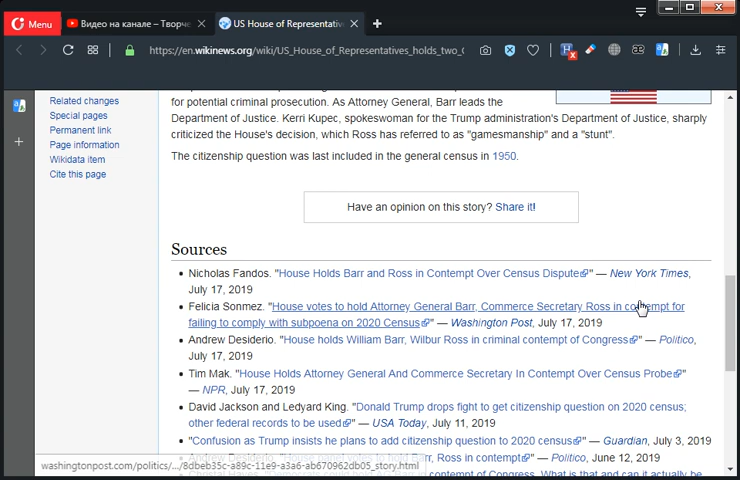 Menu
Видео на канале – Творче
US House of Representativ
https://en.wikinews.org/wiki/US_House_of_Representatives_holds_two_
Related changes
Special pages
Permanent link
Page information
Wikidata item
Cite this page
for potential criminal prosecution. As Attorney General, Barr leads the
Department of Justice. Kerri Kupec, spokeswoman for the Trump administration's Department of Justice, sharply
criticized the House's decision, which Ross has referred to as "gamesmanship" and a "stunt".
The citizenship question was last included in the general census in 1950.
Have an opinion on this story? Share it!
Sources
Nicholas Fandos. "House Holds Barr and Ross in Contempt Over Census Dispute" — New York Times,
July 17, 2019
Felicia Sonmez. "House votes to hold Attorney General Barr, Commerce Secretary Ross in contempt for
failing to comply with subpoena on 2020 Census" — Washington Post, July 17, 2019
Andrew Desiderio. "House holds William Barr, Wilbur Ross in criminal contempt of Congress" — Politico,
July 17, 2019
Tim Mak. "House Holds Attorney General And Commerce Secretary In Contempt Over Census Probe"
— NPR, July 17, 2019
David Jackson and Ledyard King. "Donald Trump drops fight to get citizenship question on 2020 census;
other federal records to be used" — USA Today, July 11, 2019
"Confusion as Trump insists he plans to add citizenship question to 2020 census" — Guardian, July 3, 2019
Barr, Ross in contempt" — Politico, June 12, 2019
washingtonpost.com/politics/.../8dbeb35c-a89c-11e9-a3a6-ab670962db05_story.html
of Congress. What is that and can it actually be